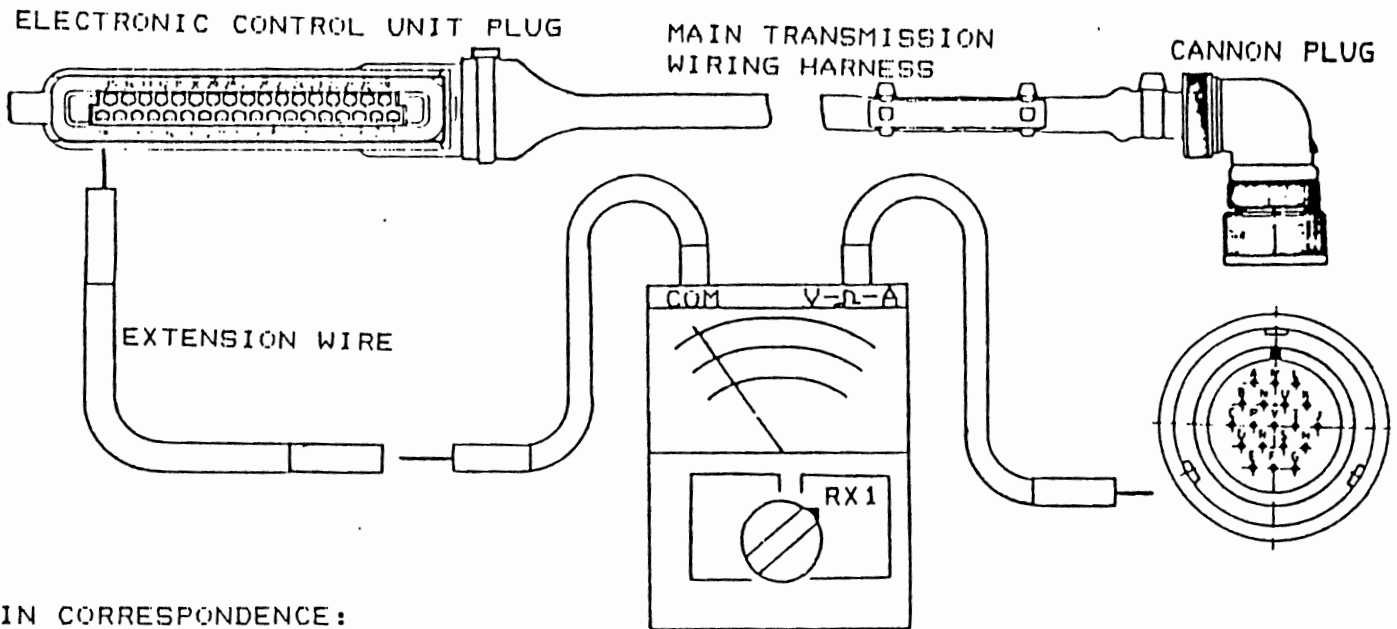 ELECTRONIC CONTROL UNIT PLUG
MAIN TRANSMISSION
WIRING HARNESS
CANNON PLUG
COM V-Ω-A
EXTENSION WIRE
RX1
IN CORRESPONDENCE: